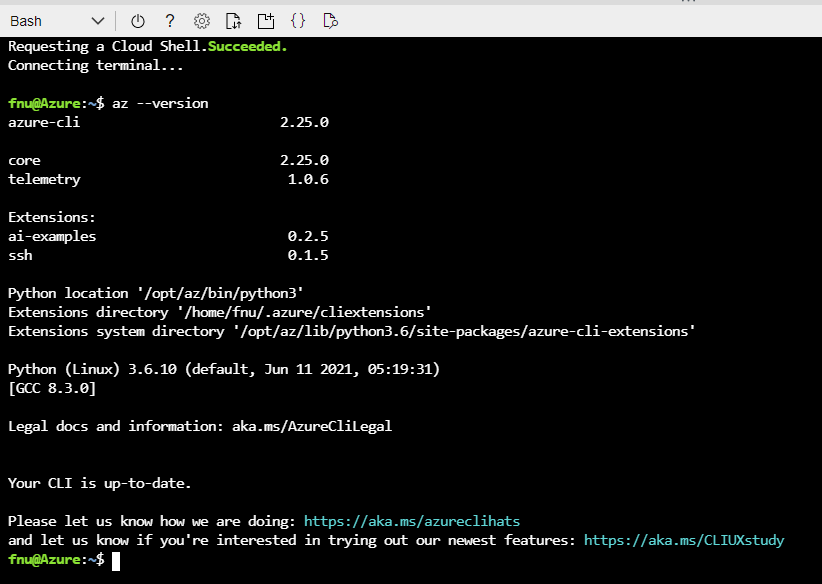 Bash
Requesting a Cloud Shell.Succeeded.
Connecting terminal...
fnu@Azure:~$ az --version
azure-cli                         2.25.0
core                              2.25.0
telemetry                          1.0.6
Extensions:
ai-examples                        0.2.5
ssh                                0.1.5
Python location '/opt/az/bin/python3'
Extensions directory '/home/fnu/.azure/cliextensions'
Extensions system directory '/opt/az/lib/python3.6/site-packages/azure-cli-extensions'
Python (Linux) 3.6.10 (default, Jun 11 2021, 05:19:31)
[GCC 8.3.0]
Legal docs and information: aka.ms/AzureCliLegal
Your CLI is up-to-date.
Please let us know how we are doing: https://aka.ms/azureclihats
and let us know if you're interested in trying out our newest features: https://aka.ms/CLIUXstudy
fnu@Azure:~$